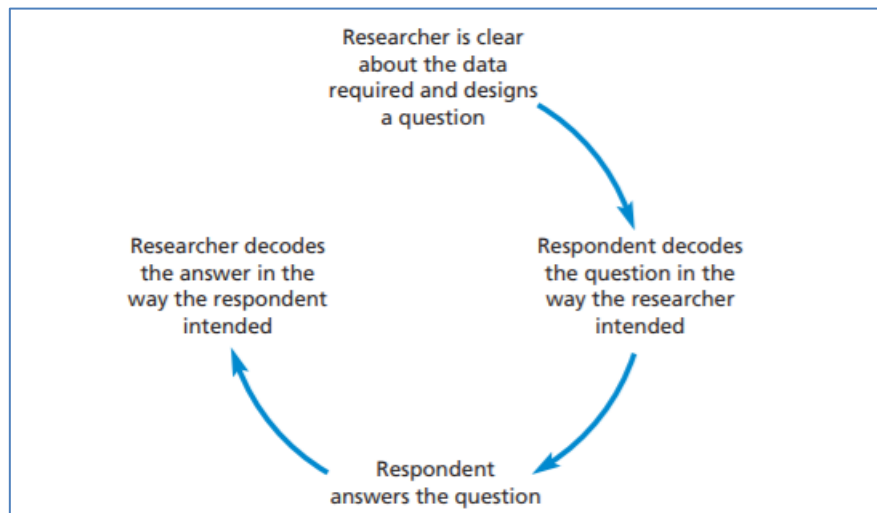 Researcher is clear
about the data
required and designs
a question
Respondent decodes
the question in the
way the researcher
intended
Respondent
answers the question
Researcher decodes
the answer in the
way the respondent
intended